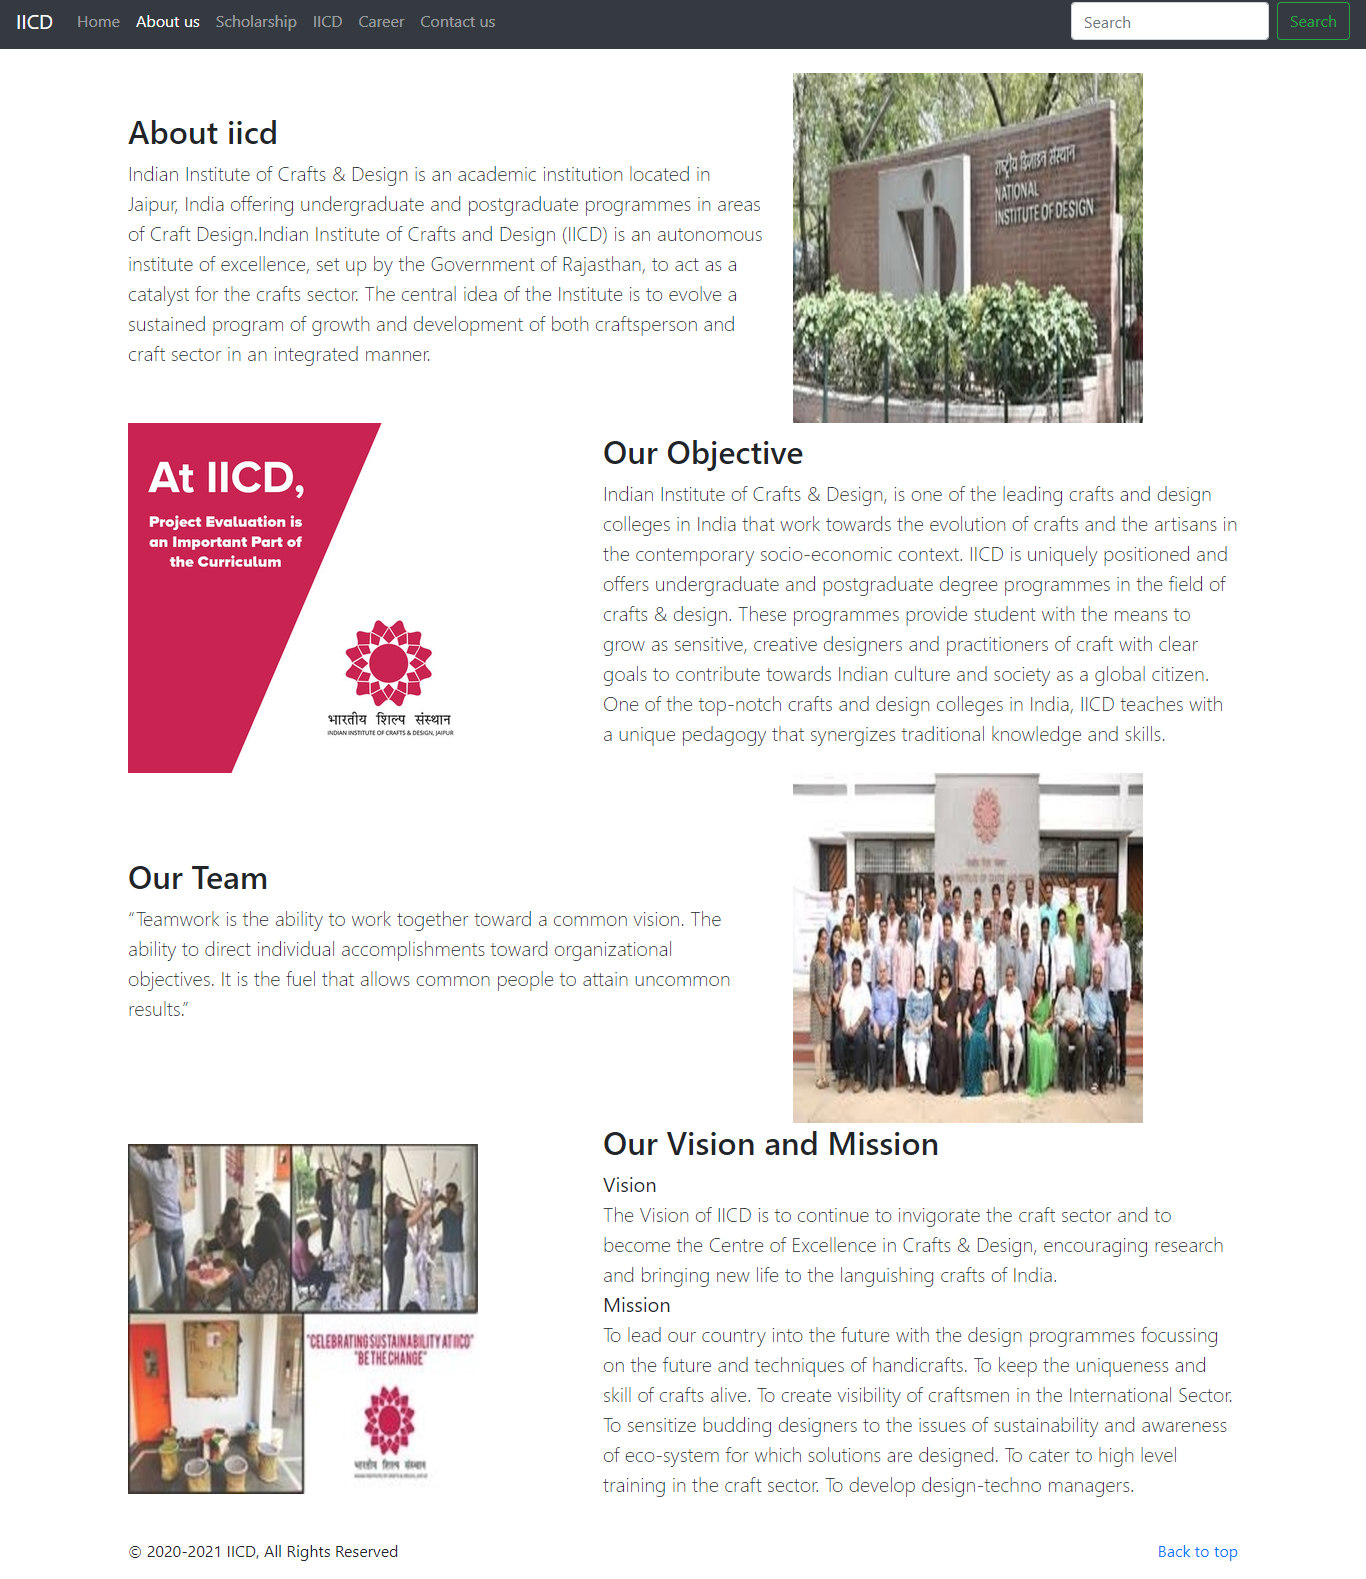 IICD Home About us Scholarship IICD Career Contact us Search Search
About iicd
Indian Institute of Crafts & Design is an academic institution located in
Jaipur, India offering undergraduate and postgraduate programmes in areas
of Craft Design.Indian Institute of Crafts and Design (IICD) is an autonomous
institute of excellence, set up by the Government of Rajasthan, to act as a
catalyst for the crafts sector. The central idea of the Institute is to evolve a
sustained program of growth and development of both craftsperson and
craft sector in an integrated manner.
राष्ट्रीय डिज़ाइन संस्थान
NATIONAL
INSTITUTE OF DESIGN
At IICD,
Project Evaluation is
an Important Part of
the Curriculum
भारतीय शिल्प संस्थान
INDIAN INSTITUTE OF CRAFTS & DESIGN, JAIPUR
Our Objective
Indian Institute of Crafts & Design, is one of the leading crafts and design
colleges in India that work towards the evolution of crafts and the artisans in
the contemporary socio-economic context. IICD is uniquely positioned and
offers undergraduate and postgraduate degree programmes in the field of
crafts & design. These programmes provide student with the means to
grow as sensitive, creative designers and practitioners of craft with clear
goals to contribute towards Indian culture and society as a global citizen.
One of the top-notch crafts and design colleges in India, IICD teaches with
a unique pedagogy that synergizes traditional knowledge and skills.
Our Team
“Teamwork is the ability to work together toward a common vision. The
ability to direct individual accomplishments toward organizational
objectives. It is the fuel that allows common people to attain uncommon
results.”
"CELEBRATING SUSTAINABILITY AT IICD"
"BE THE CHANGE"
भारतीय शिल्प संस्थान
Our Vision and Mission
Vision
The Vision of IICD is to continue to invigorate the craft sector and to
become the Centre of Excellence in Crafts & Design, encouraging research
and bringing new life to the languishing crafts of India.
Mission
To lead our country into the future with the design programmes focussing
on the future and techniques of handicrafts. To keep the uniqueness and
skill of crafts alive. To create visibility of craftsmen in the International Sector.
To sensitize budding designers to the issues of sustainability and awareness
of eco-system for which solutions are designed. To cater to high level
training in the craft sector. To develop design-techno managers.
© 2020-2021 IICD, All Rights Reserved
Back to top